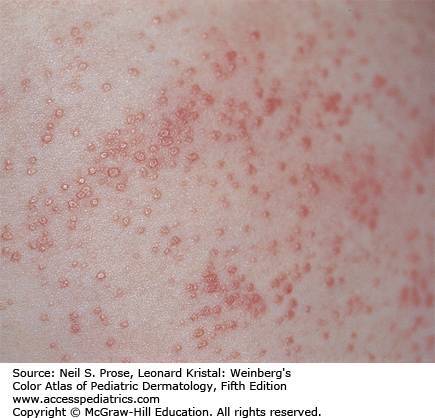 Source: Neil S. Prose, Leonard Kristal: Weinberg's
Color Atlas of Pediatric Dermatology, Fifth Edition
www.accesspediatrics.com
Copyright © McGraw-Hill Education. All rights reserved.